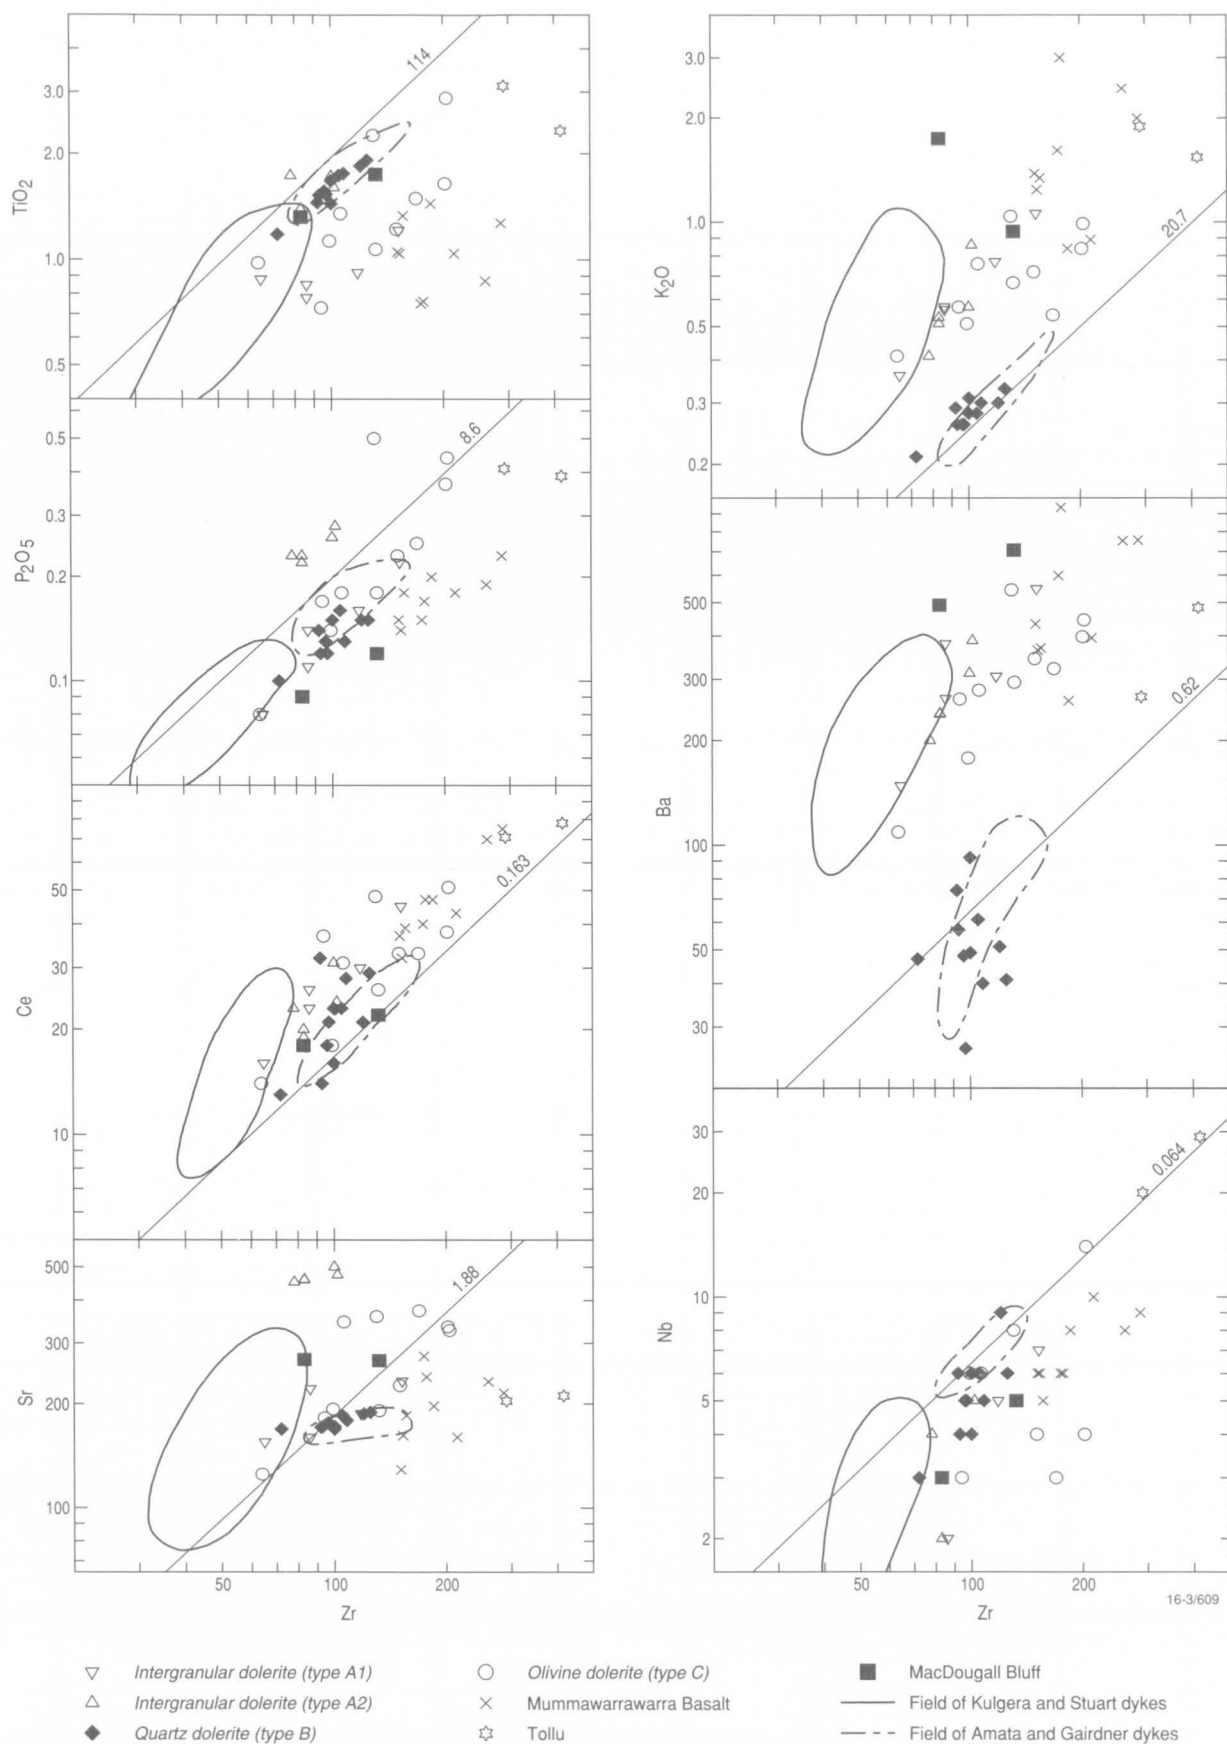 114
3.0
2.0
1.0
0.5
TiO2
8.6
0.5
0.3
0.2
0.1
P2O5
0.163
50
30
20
10
Ce
1.88
500
300
200
100
Sr
50 100 200
Zr
3.0
2.0
1.0
0.5
0.3
0.2
K2O
20.7
500
300
200
100
50
30
Ba
0.62
30
20
10
5
2
Nb
0.064
50 100 200
Zr
16-3/609
Intergranular dolerite (type A1)
Intergranular dolerite (type A2)
Quartz dolerite (type B)
Olivine dolerite (type C)
Mummawarrawarra Basalt
Tollu
MacDougall Bluff
Field of Kulgera and Stuart dykes
Field of Amata and Gairdner dykes